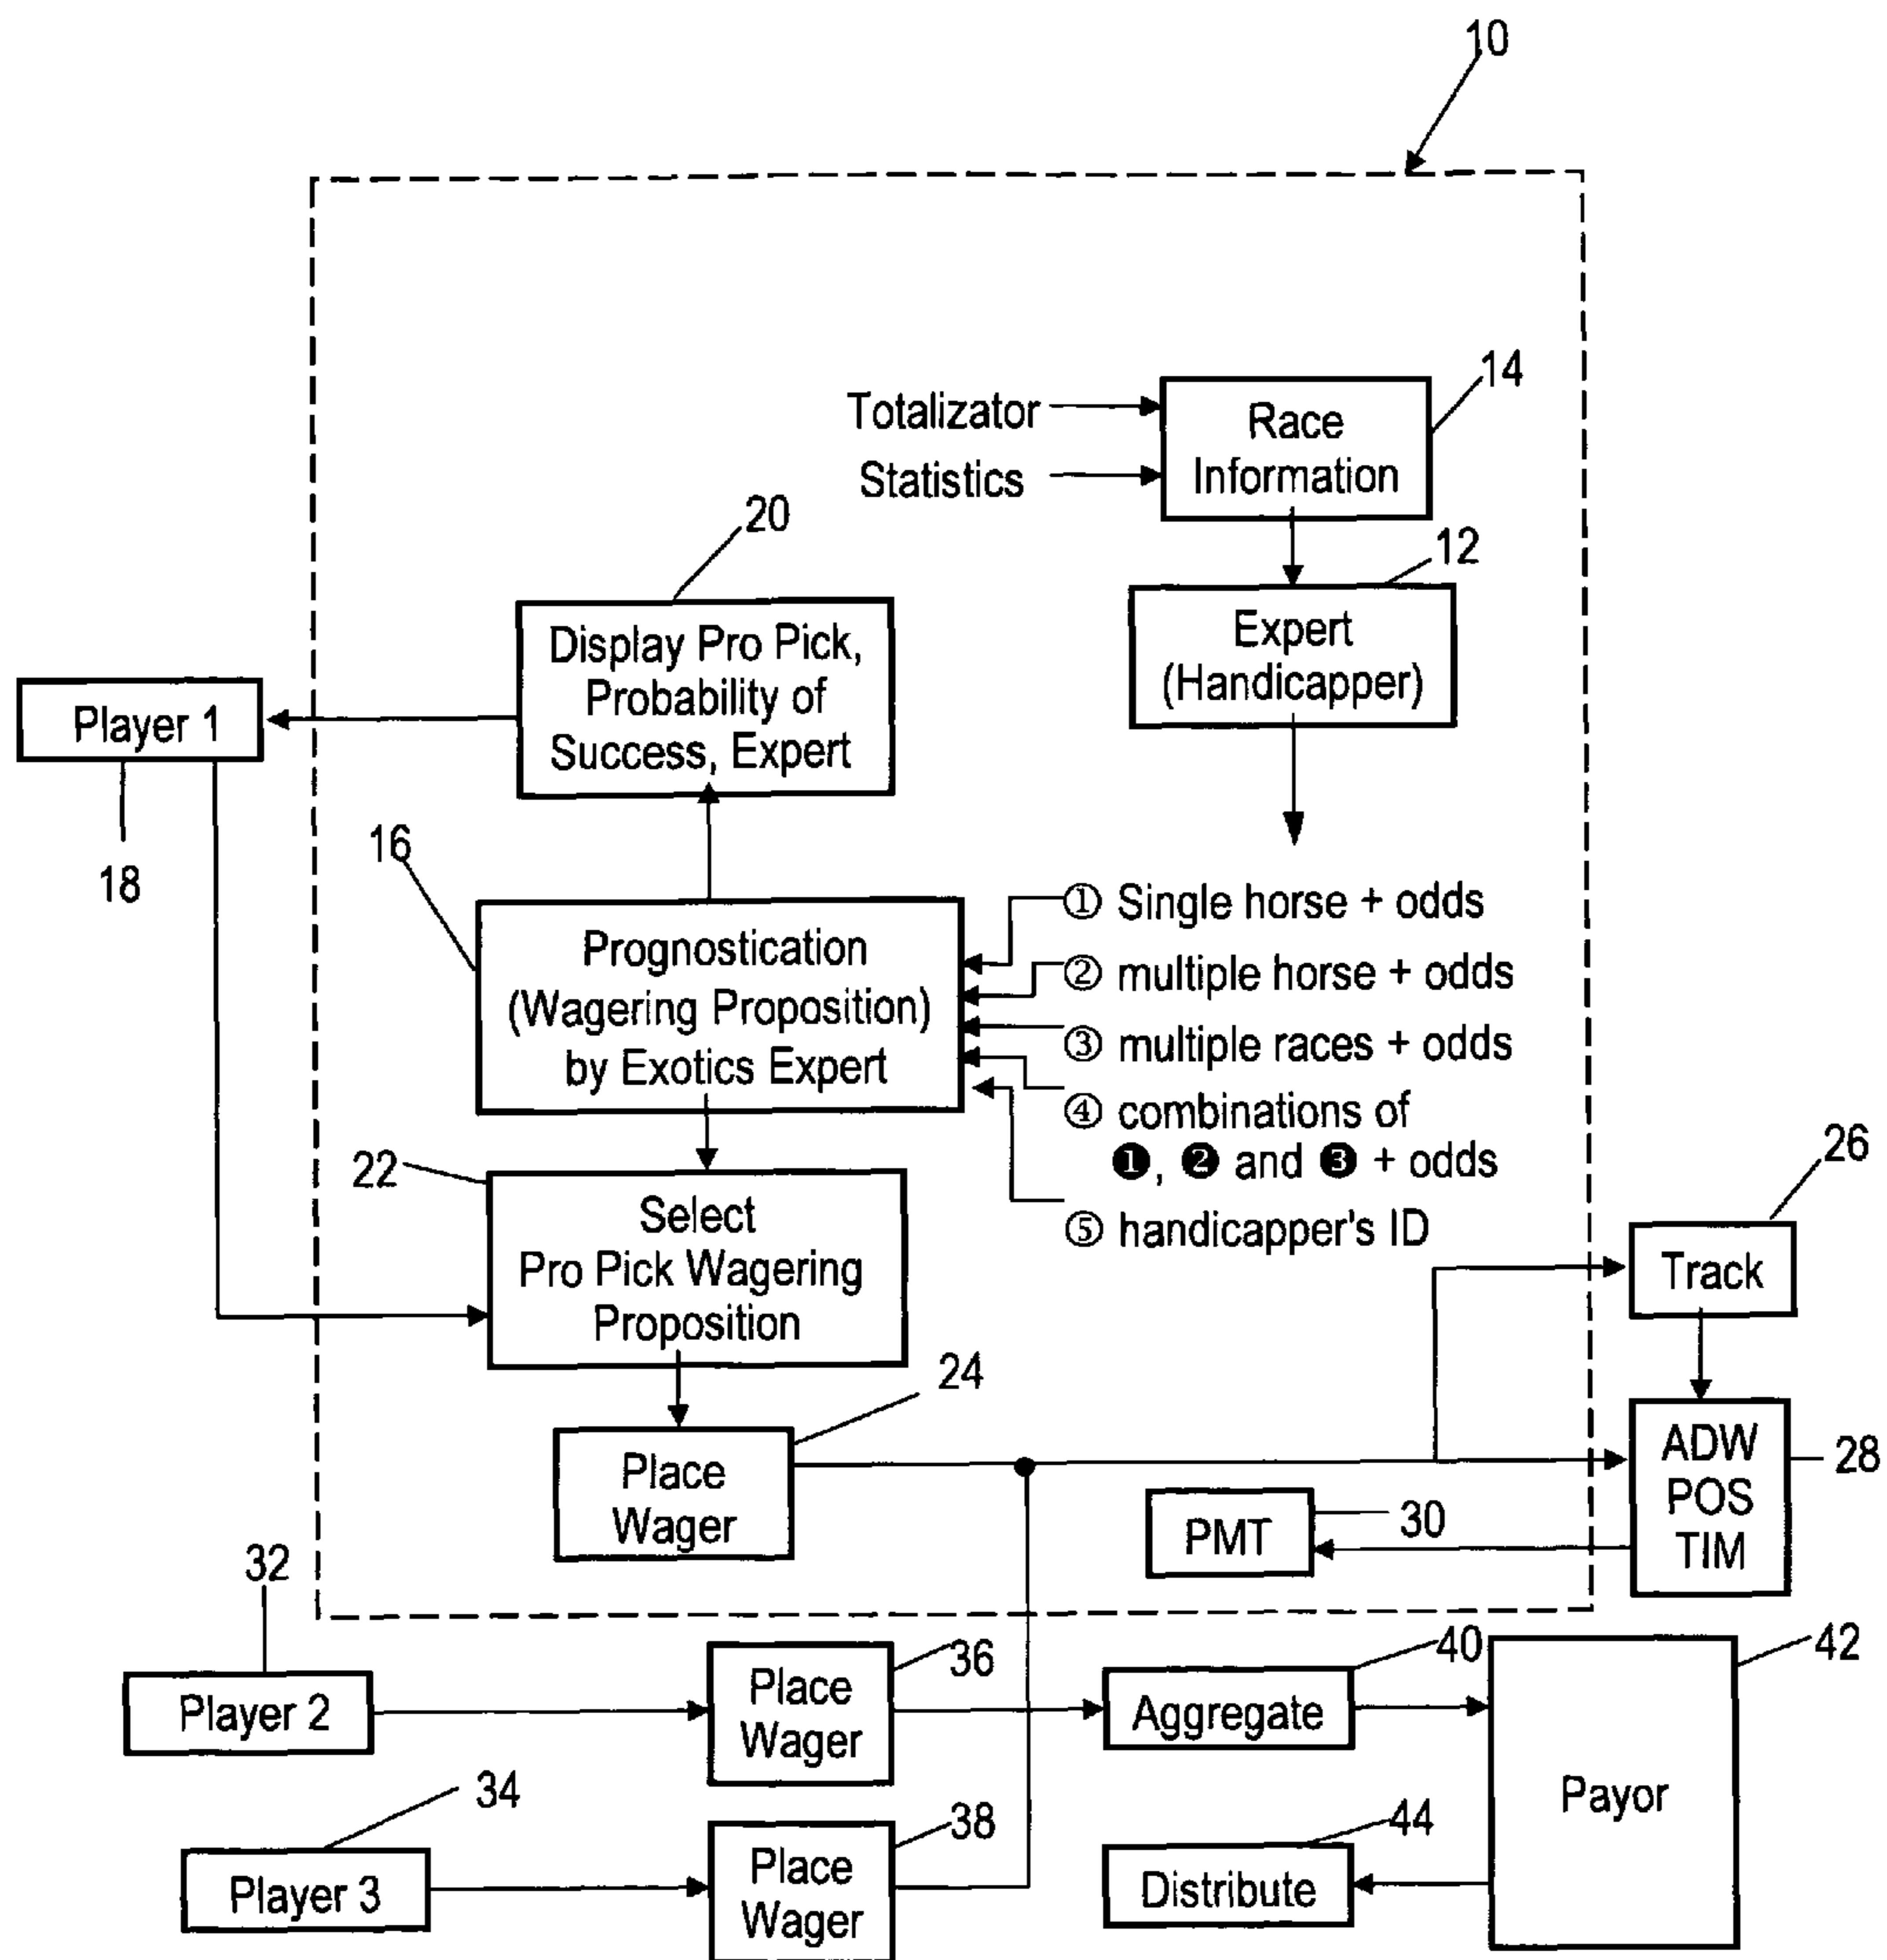 10
14
Totalizator
Statistics
Race
Information
20
12
Display Pro Pick,
Probability of
Success, Expert
Expert
(Handicapper)
Player 1
18
16
Prognostication
(Wagering Proposition)
by Exotics Expert
① Single horse + odds
② multiple horse + odds
③ multiple races + odds
④ combinations of
❶, ❷ and ❸ + odds
⑤ handicapper's ID
22
Select
Pro Pick Wagering
Proposition
26
Track
24
Place
Wager
ADW
POS
TIM
28
PMT
30
32
Player 2
36
Place
Wager
40
Aggregate
42
Payor
34
Player 3
38
Place
Wager
44
Distribute